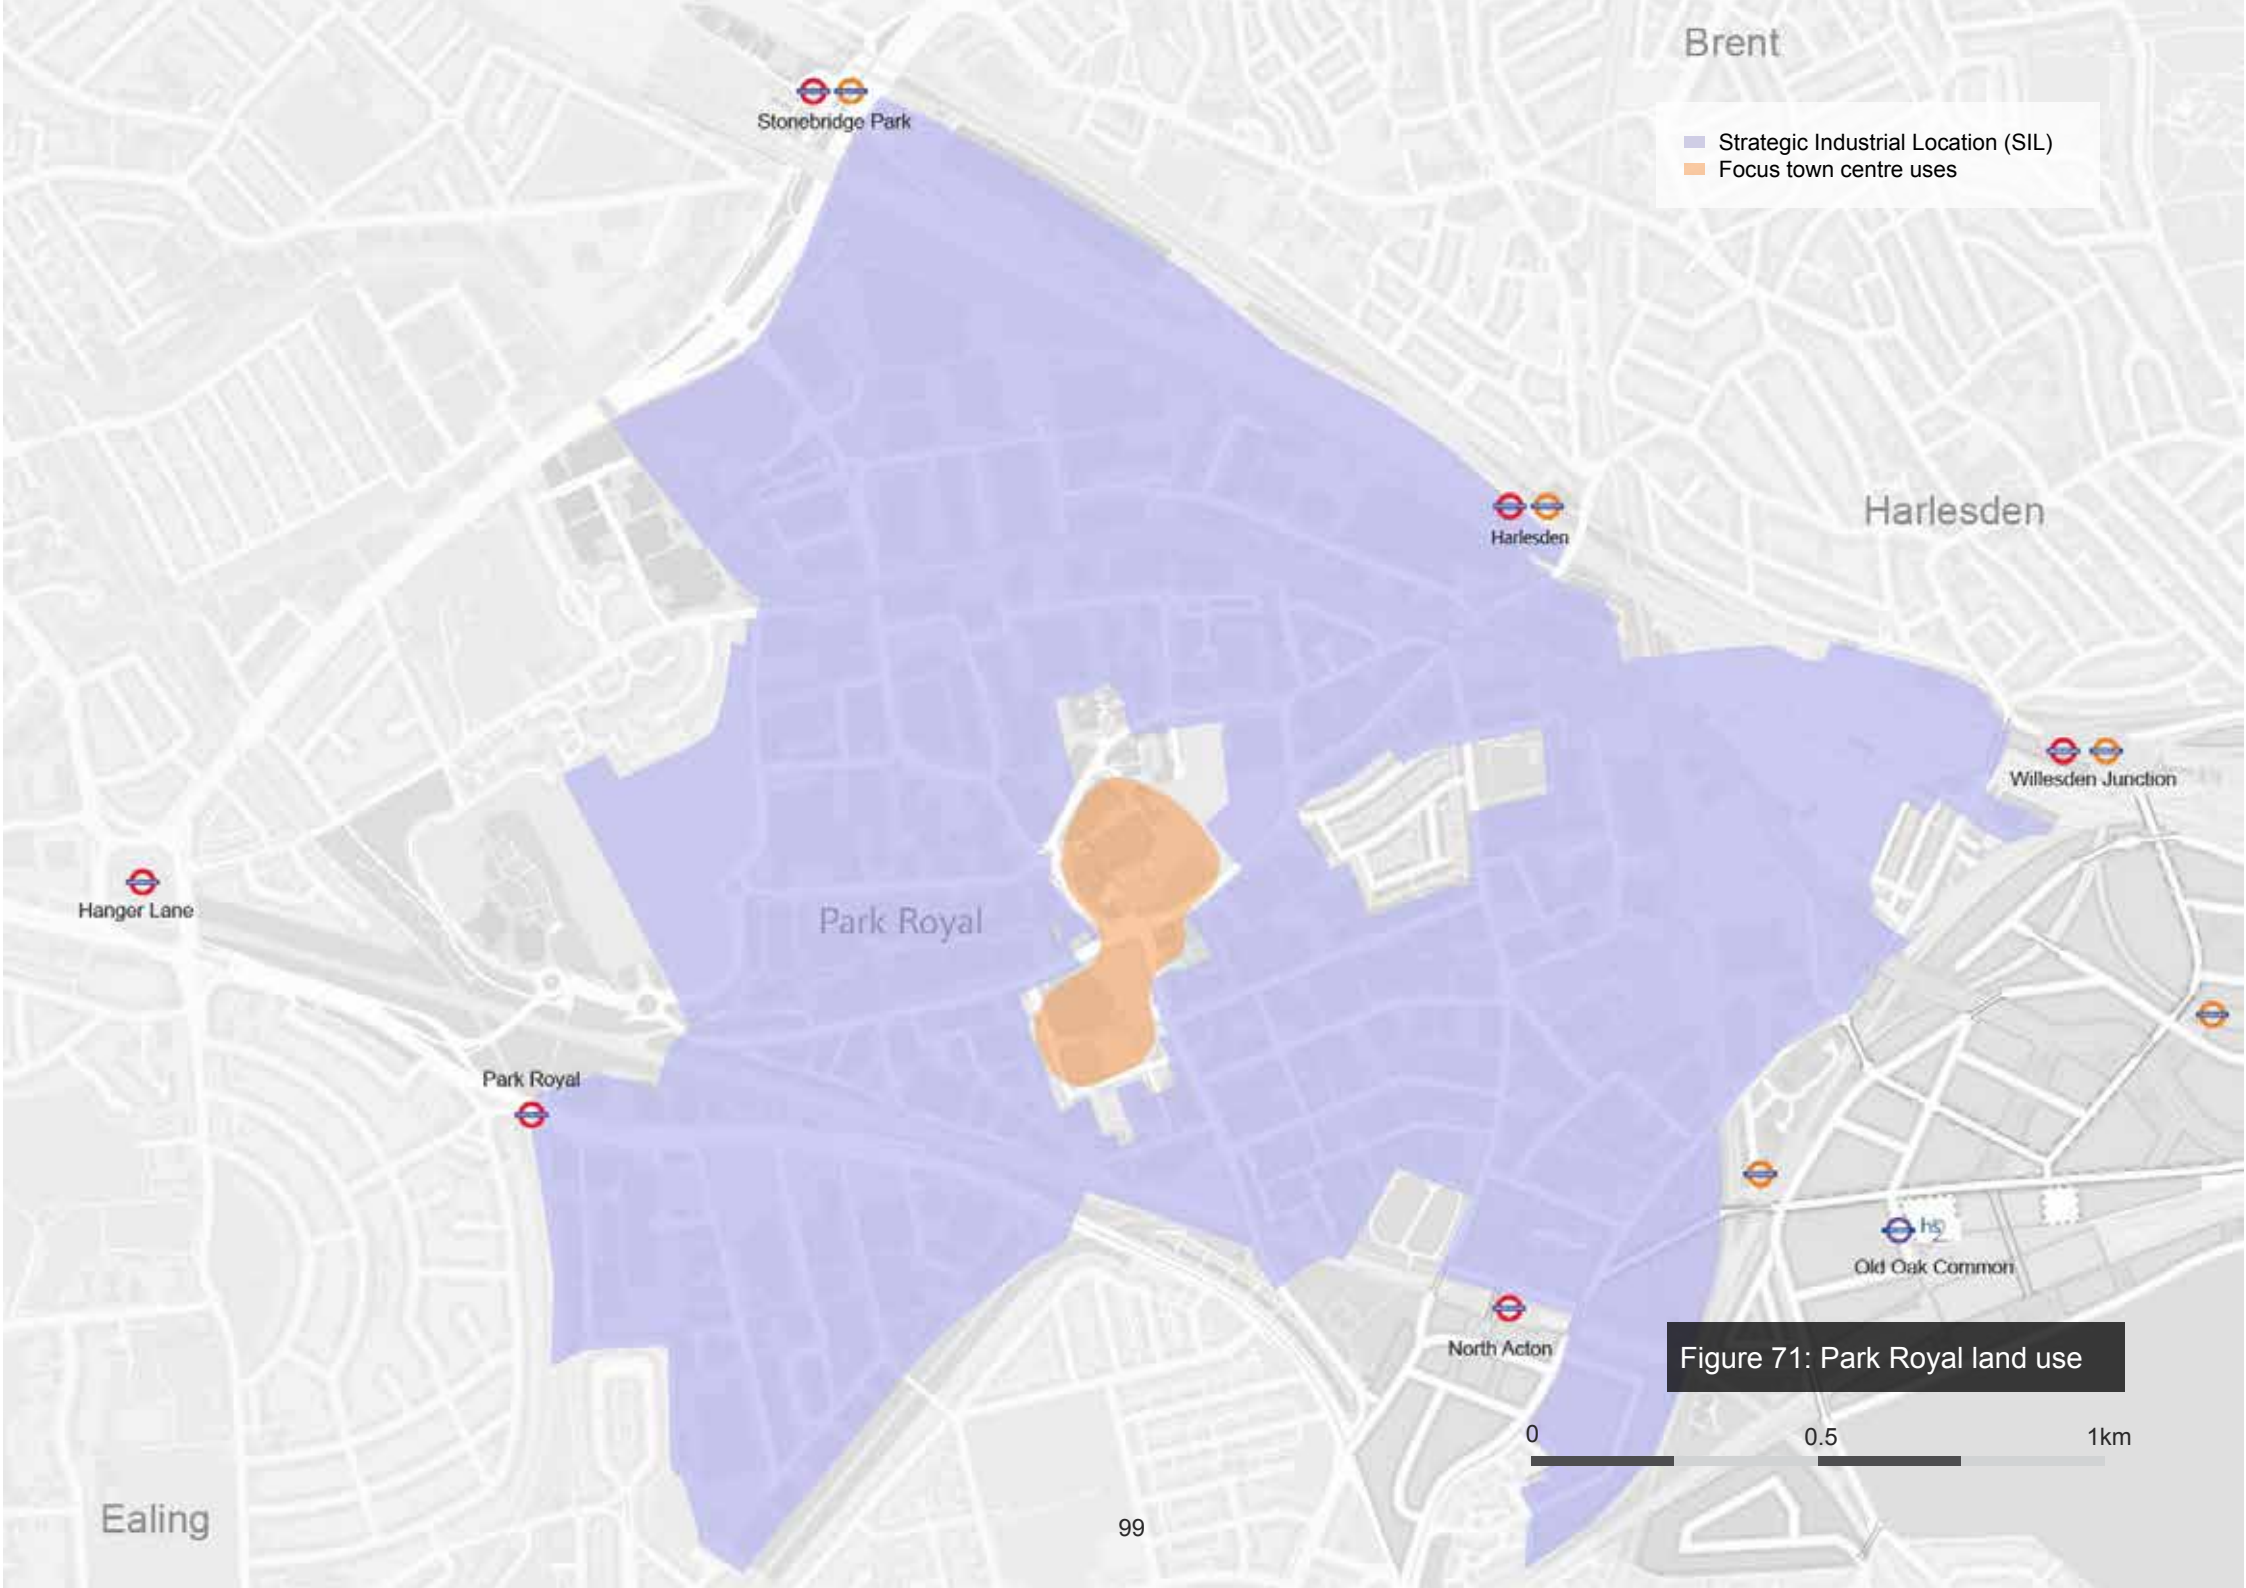 Brent
Stonebridge Park
Strategic Industrial Location (SIL)
Focus town centre uses
Harlesden
Harlesden
Willesden Junction
Hanger Lane
Park Royal
Park Royal
hs2
Old Oak Common
North Acton
Figure 71: Park Royal land use
0
0.5
1km
Ealing
99